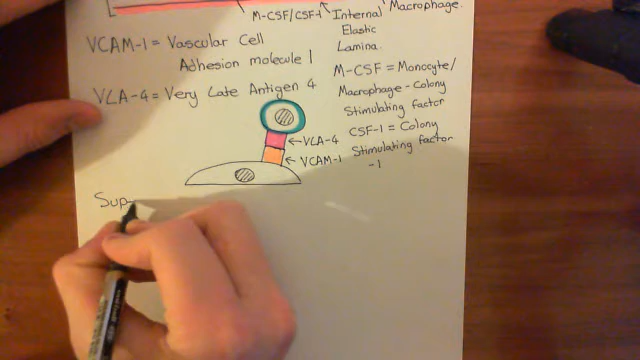 M-CSF/CSF-1
Internal
Elastic
Lamina.
Macrophage.
VCAM-1 = Vascular Cell
Adhesion molecule 1
VLA-4 = Very Late Antigen 4
M-CSF = Monocyte/
Macrophage-Colony
Stimulating factor
CSF-1 = Colony
Stimulating factor
-1
←VLA-4
←VCAM-1
Sup